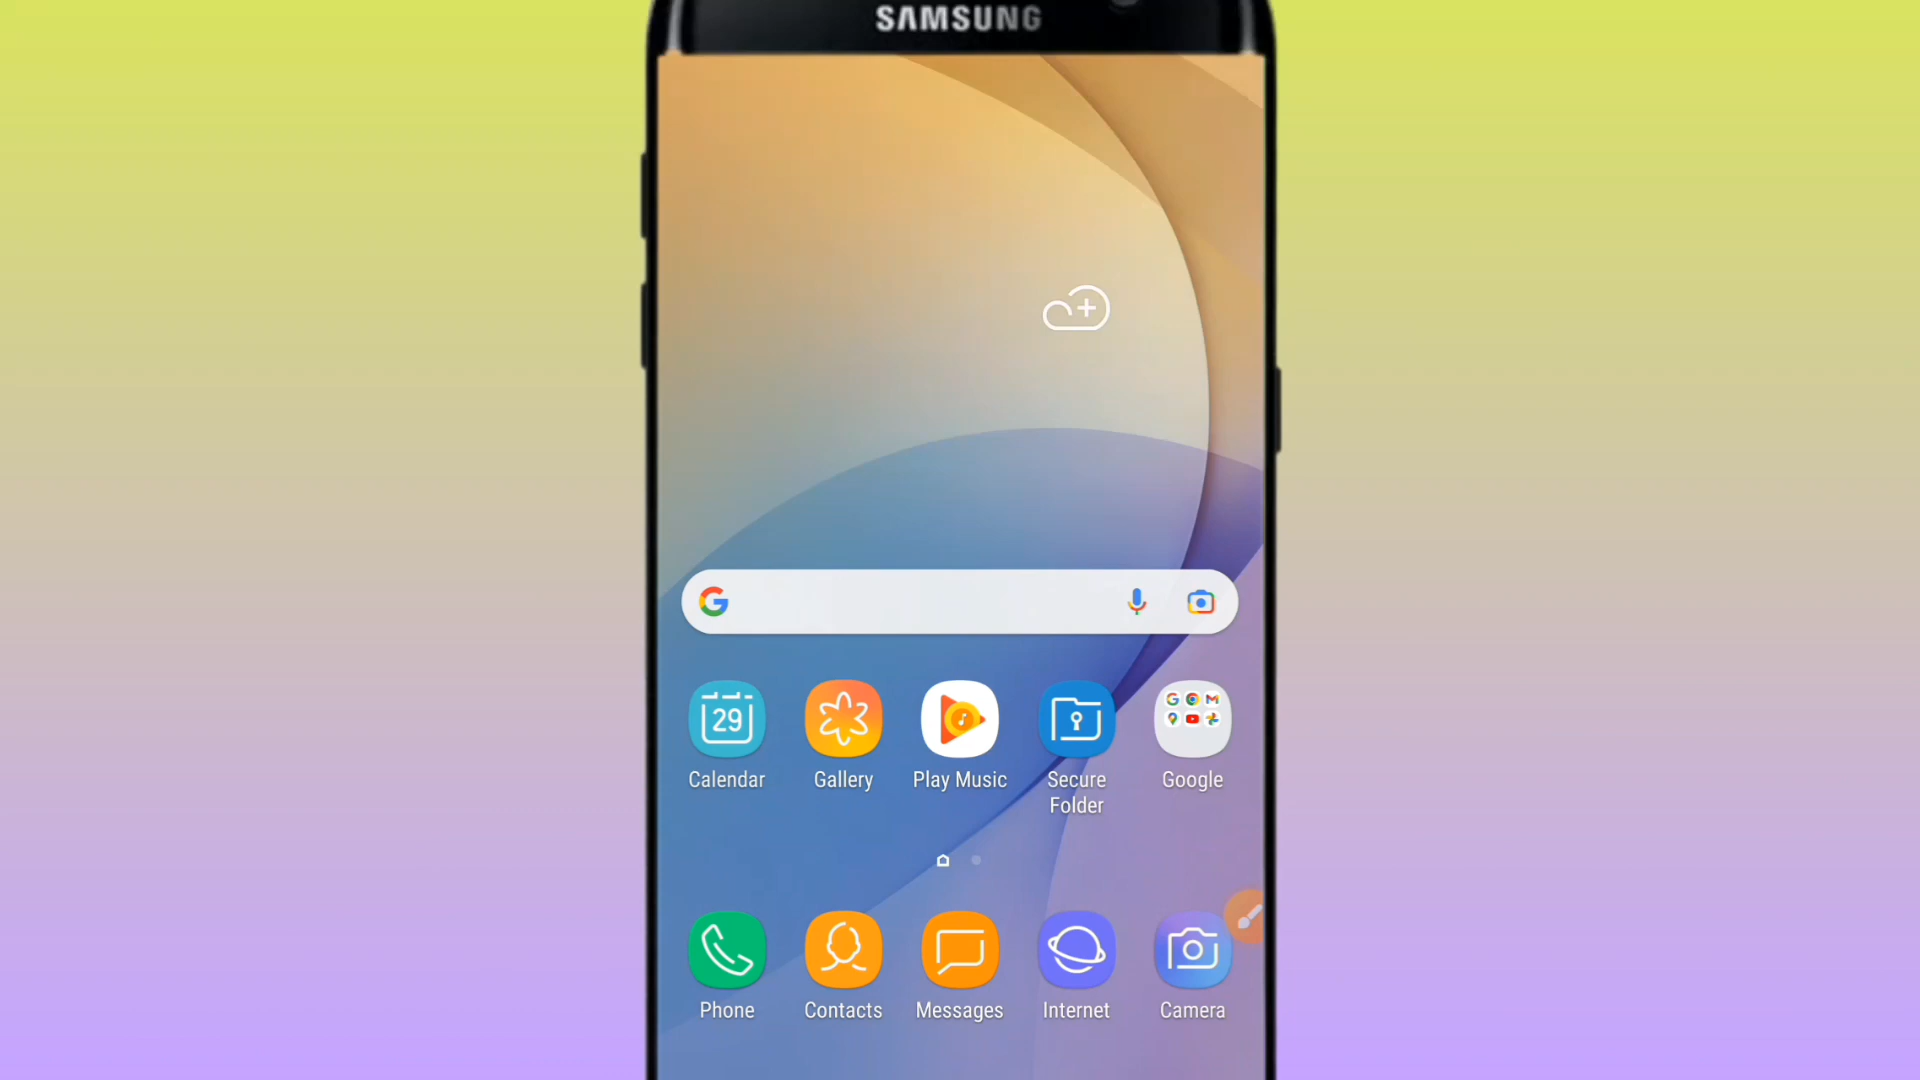 SAMSUNG
29
Calendar
Gallery
Play Music
Secure
Folder
Google
Phone
Contacts
Messages
Internet
Camera